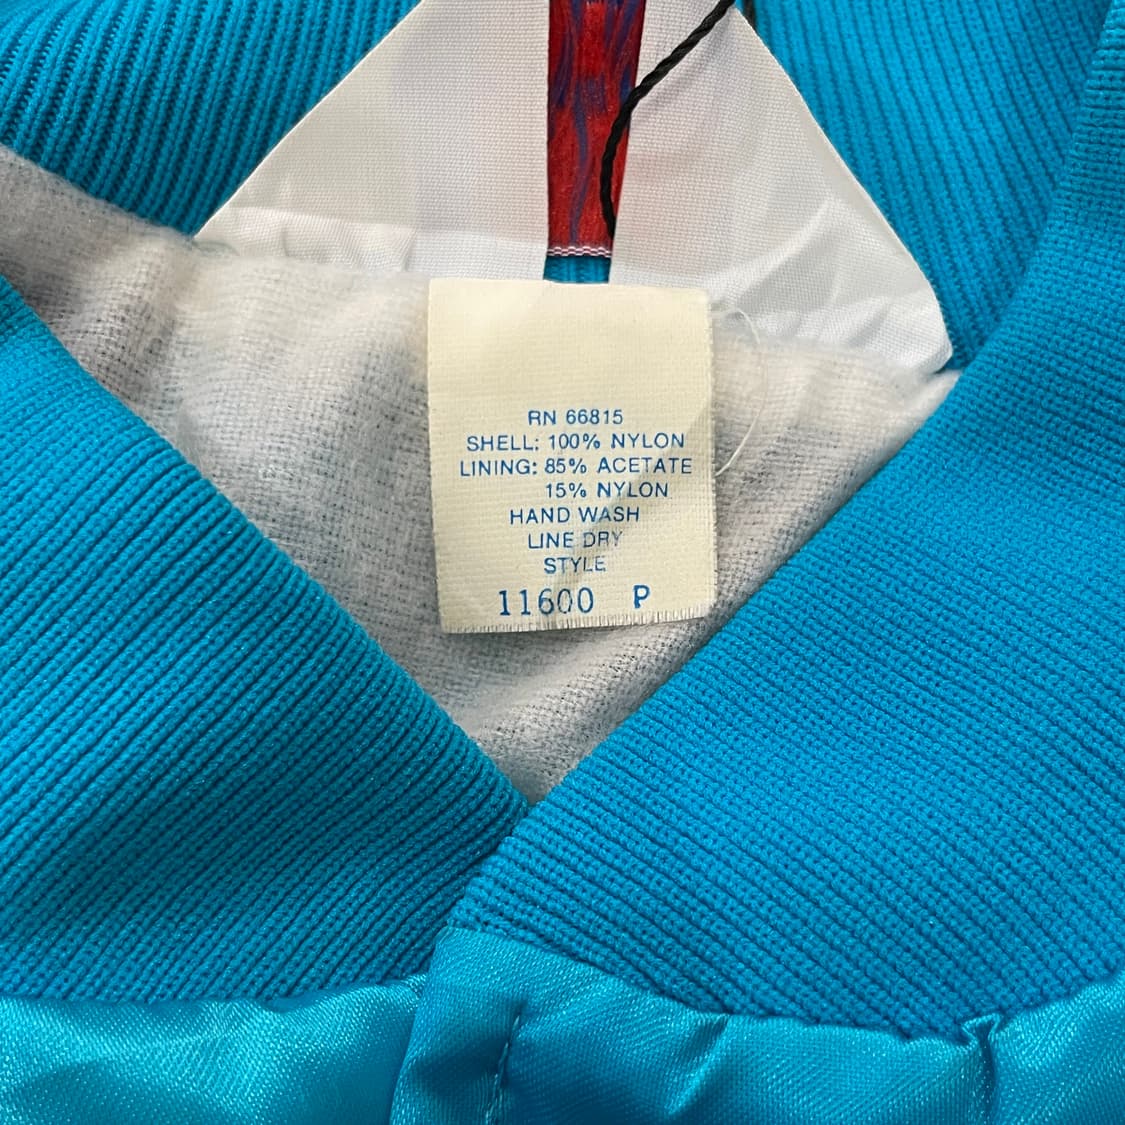 RN 66815
SHELL: 100% NYLON
LINING: 85% ACETATE
15% NYLON
HAND WASH
LINE DRY
STYLE
11600 P